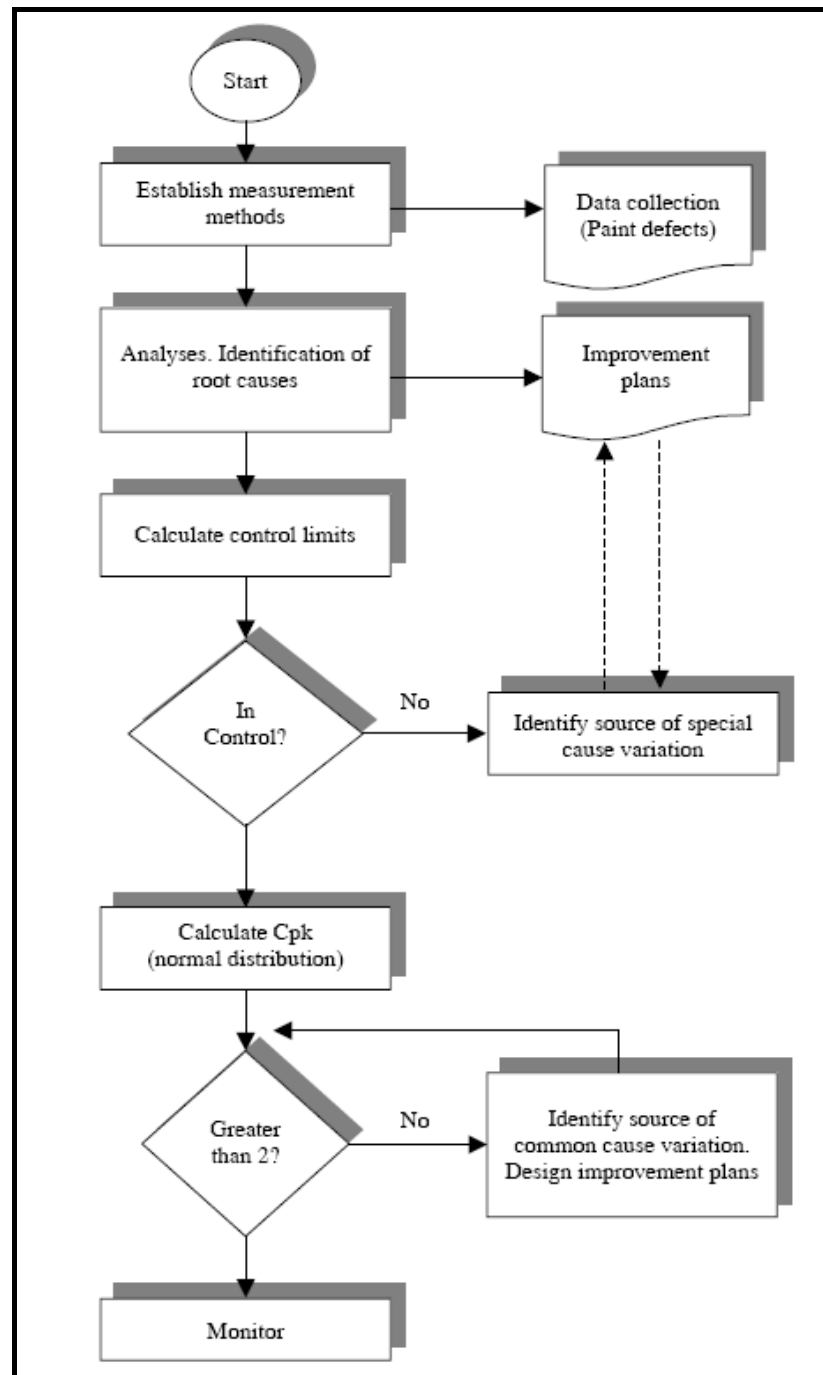 Start
Establish measurement
methods
Data collection
(Paint defects)
Analyses. Identification of
root causes
Improvement
plans
Calculate control limits
In
Control?
No
Identify source of special
cause variation
Calculate Cpk
(normal distribution)
Greater
than 2?
No
Identify source of
common cause variation.
Design improvement plans
Monitor